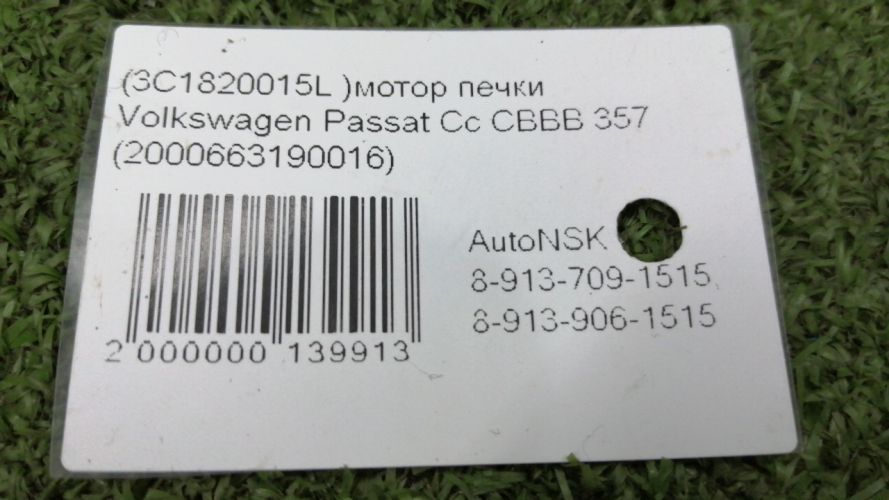 (3C1820015L )мотор печки
Volkswagen Passat Cc CBBB 357
(2000663190016)
AutoNSK
8-913-709-1515,
8-913-906-1515
2 000000 139913